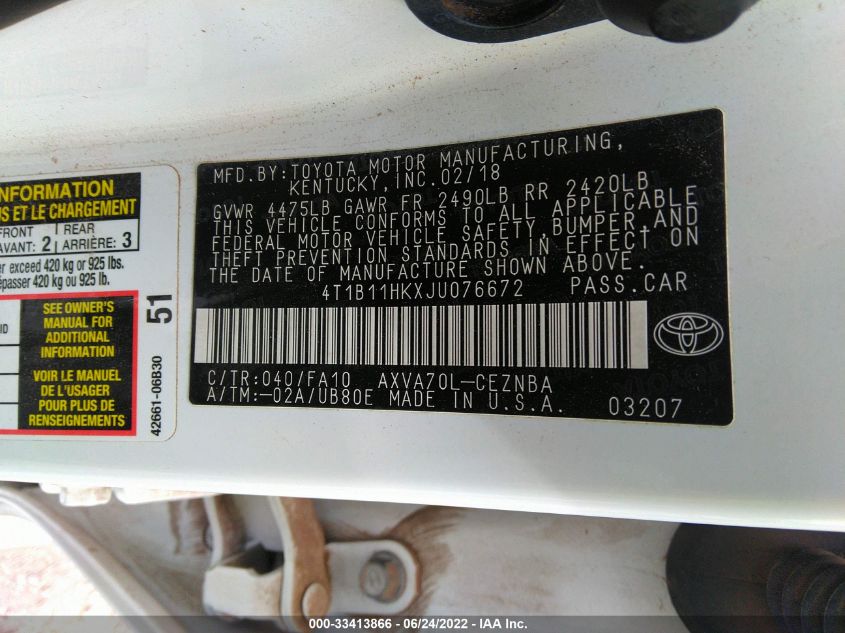 MFD.BY:TOYOTA MOTOR MANUFACTURING,
KENTUCKY, INC. 02/18
GVWR 4475LB GAWR FR 2490LB RR 2420LB
THIS VEHICLE CONFORMS TO ALL APPLICABLE
FEDERAL MOTOR VEHICLE SAFETY, BUMPER, AND
THEFT PREVENTION STANDARDS IN EFFECT ON
THE DATE OF MANUFACTURE SHOWN ABOVE.
4T1B11HKXJU076672 PASS.CAR
C/TR:040/FA10 AXVA70L-CEZNBA
A/TM:-02A/UB80E MADE IN U.S.A. 03207
INFORMATION
US ET LE CHARGEMENT
FRONT REAR
AVANT: 2 ARRIÈRE: 3
er exceed 420 kg or 925 lbs.
épasser 420 kg ou 925 lb.
ID
SEE OWNER'S
MANUAL FOR
ADDITIONAL
INFORMATION
VOIR LE MANUEL
DE L'USAGER
POUR PLUS DE
RENSEIGNEMENTS
51
42661-06B30
000-33413866 - 06/24/2022 - IAA Inc.